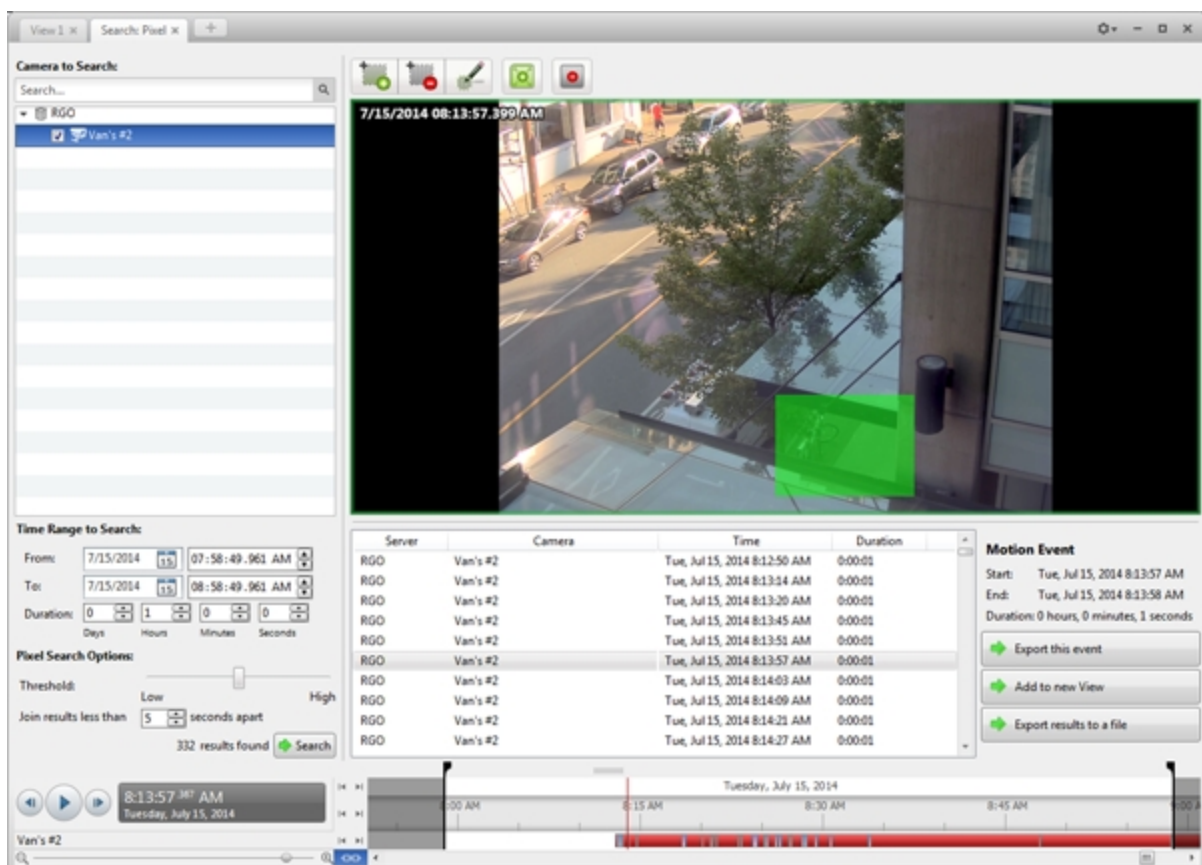 View 1
Search: Pixel
Camera to Search:
Search...
RGO
Van's #2
7/15/2014 08:13:57.399 AM
Time Range to Search:
From: 7/15/2014 15 07:58:49.961 AM
To: 7/15/2014 15 08:58:49.961 AM
Duration: 0 1 0 0
Days Hours Minutes Seconds
Pixel Search Options:
Threshold:
Low High
Join results less than 5 seconds apart
332 results found Search
Server Camera Time Duration
RGO Van's #2 Tue, Jul 15, 2014 8:12:50 AM 0:00:01
RGO Van's #2 Tue, Jul 15, 2014 8:13:14 AM 0:00:01
RGO Van's #2 Tue, Jul 15, 2014 8:13:20 AM 0:00:01
RGO Van's #2 Tue, Jul 15, 2014 8:13:45 AM 0:00:01
RGO Van's #2 Tue, Jul 15, 2014 8:13:51 AM 0:00:01
RGO Van's #2 Tue, Jul 15, 2014 8:13:57 AM 0:00:01
RGO Van's #2 Tue, Jul 15, 2014 8:14:03 AM 0:00:01
RGO Van's #2 Tue, Jul 15, 2014 8:14:09 AM 0:00:01
RGO Van's #2 Tue, Jul 15, 2014 8:14:21 AM 0:00:01
RGO Van's #2 Tue, Jul 15, 2014 8:14:27 AM 0:00:01
Motion Event
Start: Tue, Jul 15, 2014 8:13:57 AM
End: Tue, Jul 15, 2014 8:13:58 AM
Duration: 0 hours, 0 minutes, 1 seconds
Export this event
Add to new View
Export results to a file
8:13:57.387 AM
Tuesday, July 15, 2014
Tuesday, July 15, 2014
8:15 AM 8:30 AM 8:45 AM
Van's #2